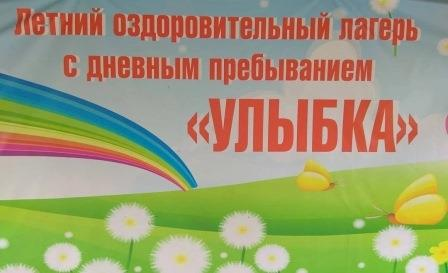 Летний оздоровительный лагерь
с дневным пребыванием
«УЛЫБКА»